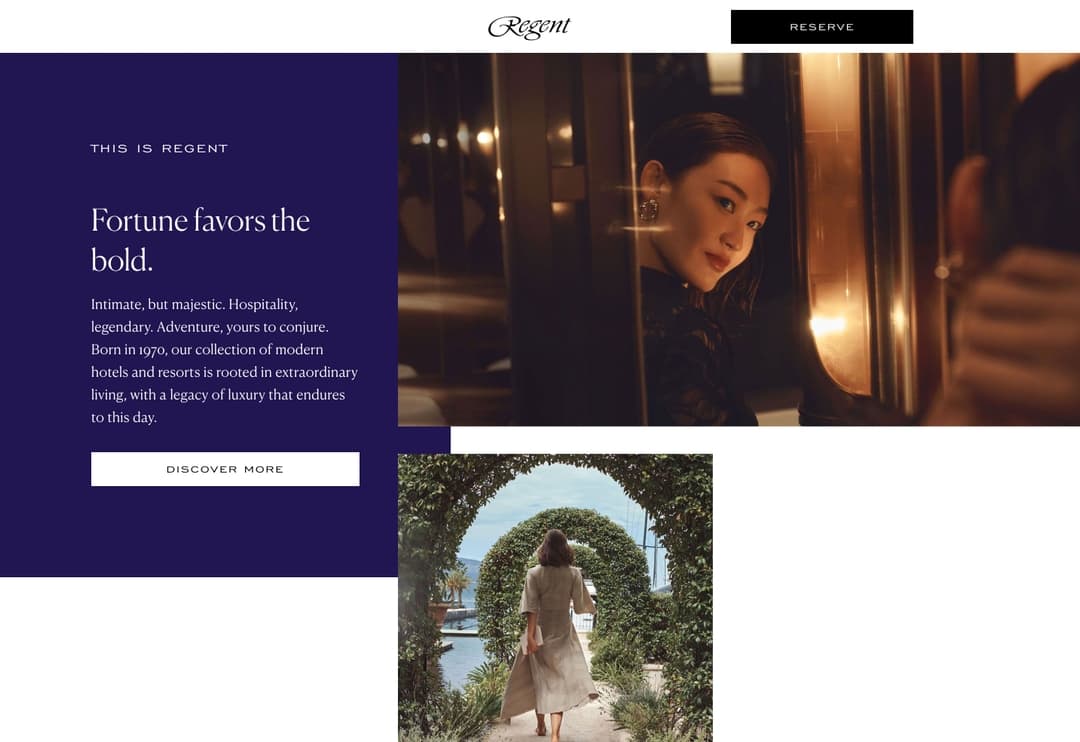 Regent
RESERVE
THIS IS REGENT
Fortune favors the
bold.
Intimate, but majestic. Hospitality,
legendary. Adventure, yours to conjure.
Born in 1970, our collection of modern
hotels and resorts is rooted in extraordinary
living, with a legacy of luxury that endures
to this day.
DISCOVER MORE